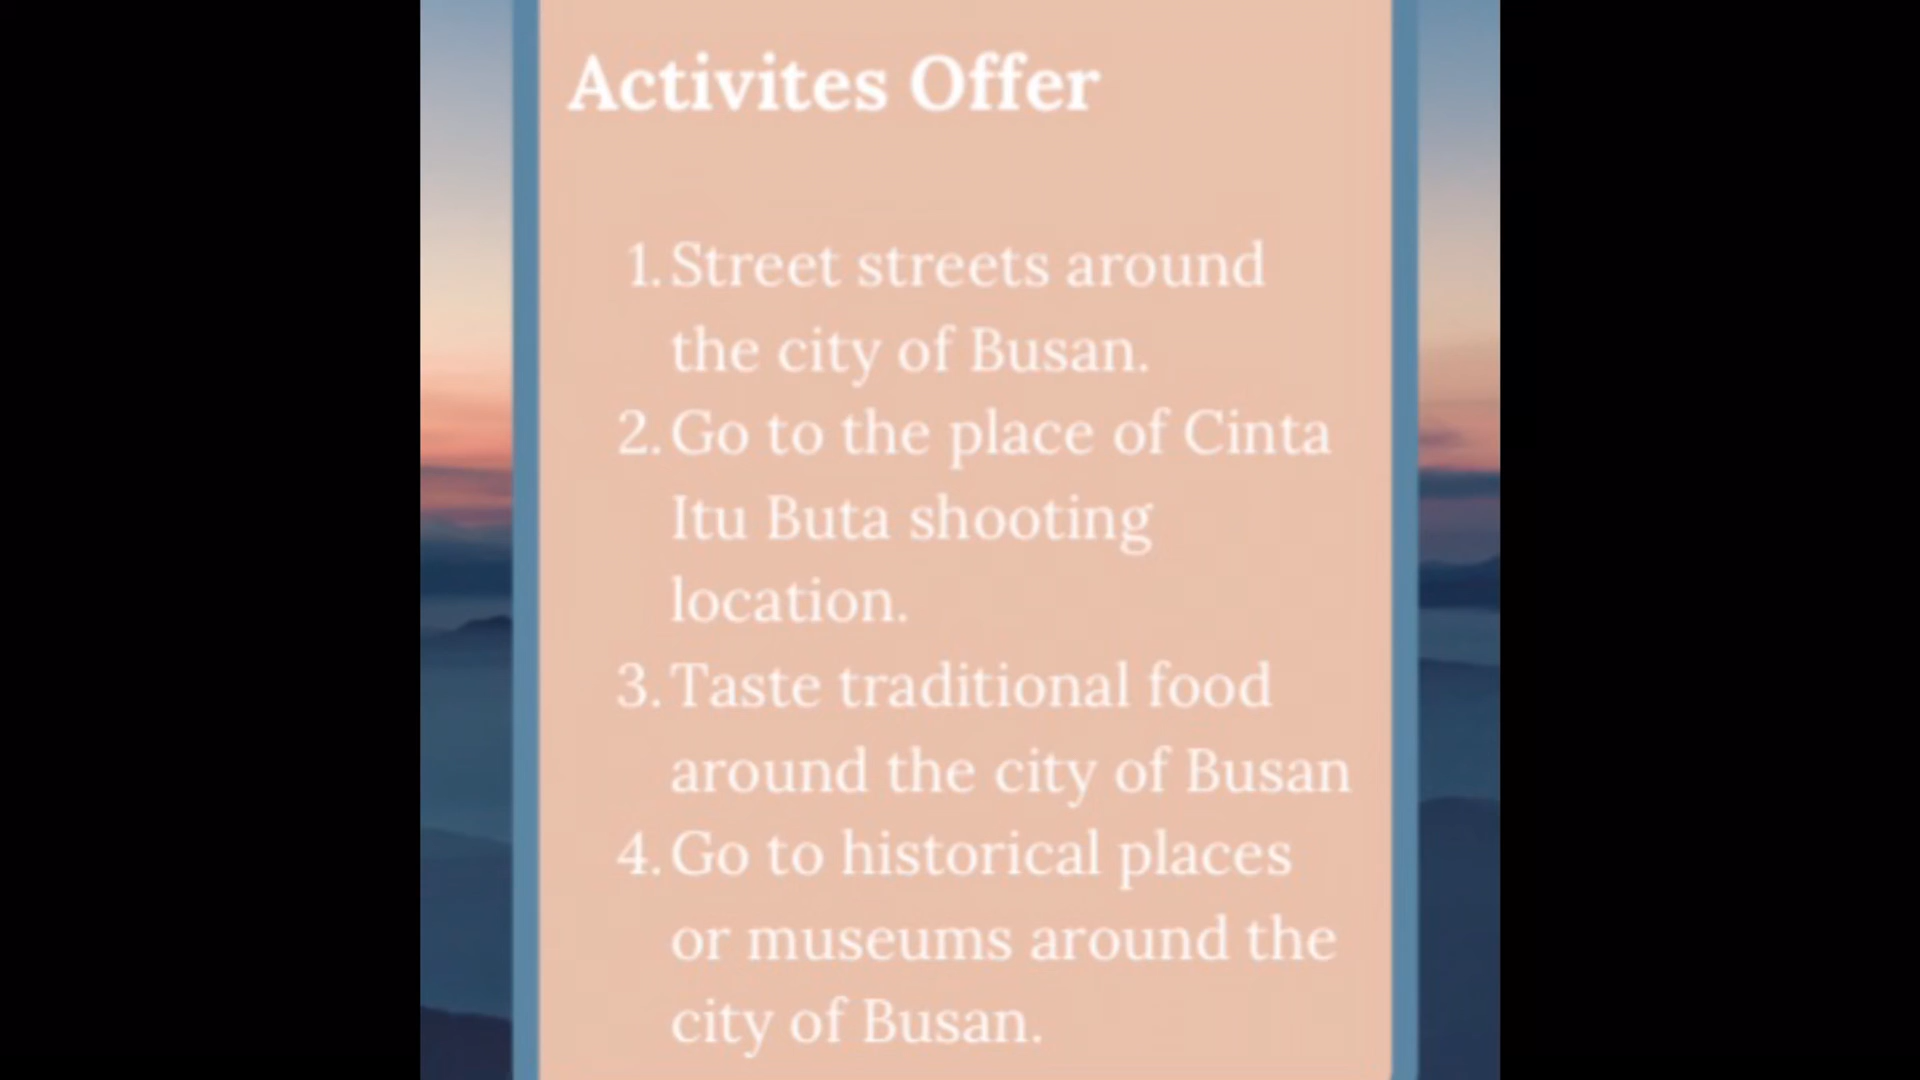 Activites Offer
1. Street streets around
the city of Busan.
2. Go to the place of Cinta
Itu Buta shooting
location.
3. Taste traditional food
around the city of Busan
4. Go to historical places
or museums around the
city of Busan.